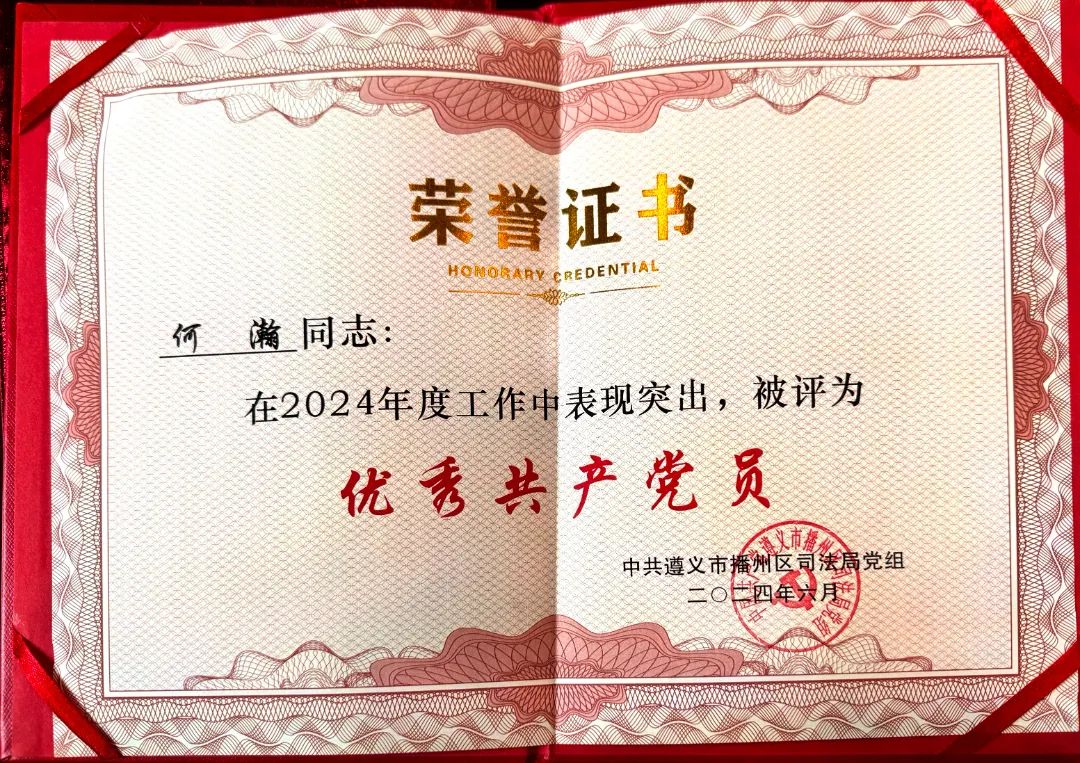 荣誉证书
HONORARY CREDENTIAL
何 瀚 同志：
在2024年度工作中表现突出，被评为
优秀共产党员
中共遵义市播州区司法局党组
二〇二四年六月